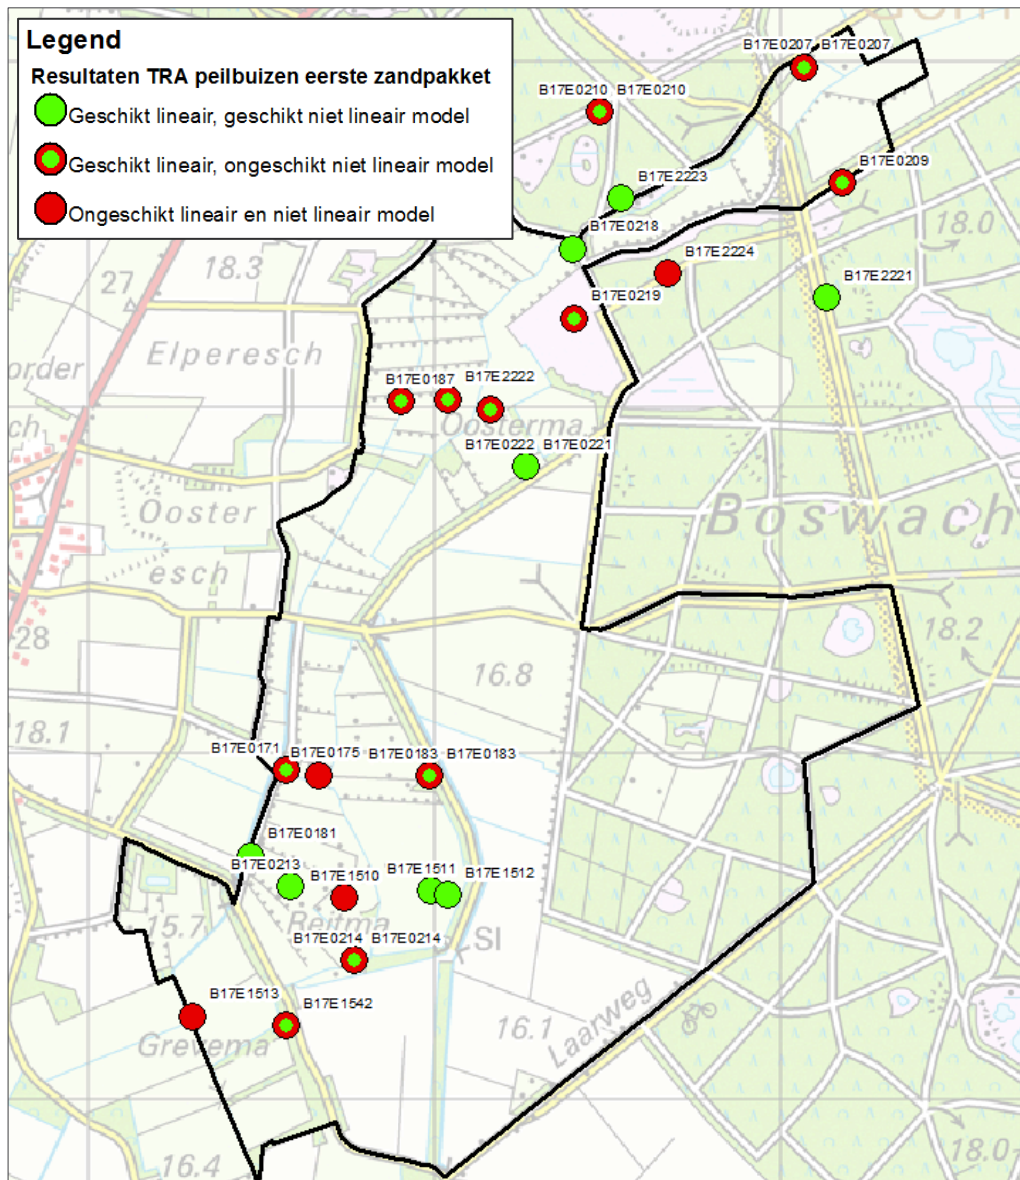 Legend
Resultaten TRA peilbuizen eerste zandpakket
Geschikt lineair, geschikt niet lineair model
Geschikt lineair, ongeschikt niet lineair model
Ongeschikt lineair en niet lineair model
B17E0207 B17E0207
B17E0210 B17E0210
B17E0209
B17E2223
B17E0218
18.0
B17E2224
18.3
27
B17E2221
B17E0219
Elperesch
order
B17E0187 B17E2222
ch
Oosterma
B17E0222 B17E0221
Ooster
Boswach
esch
28
18.2
16.8
18.1
B17E0171 B17E0175 B17E0183 B17E0183
B17E0181
B17E0213
B17E1510 B17E1511 B17E1512
15.7
Reitma
B17E0214 B17E0214
SI
B17E1513
B17E1542
16.1
Laarweg
Grevema
16.4
18.0